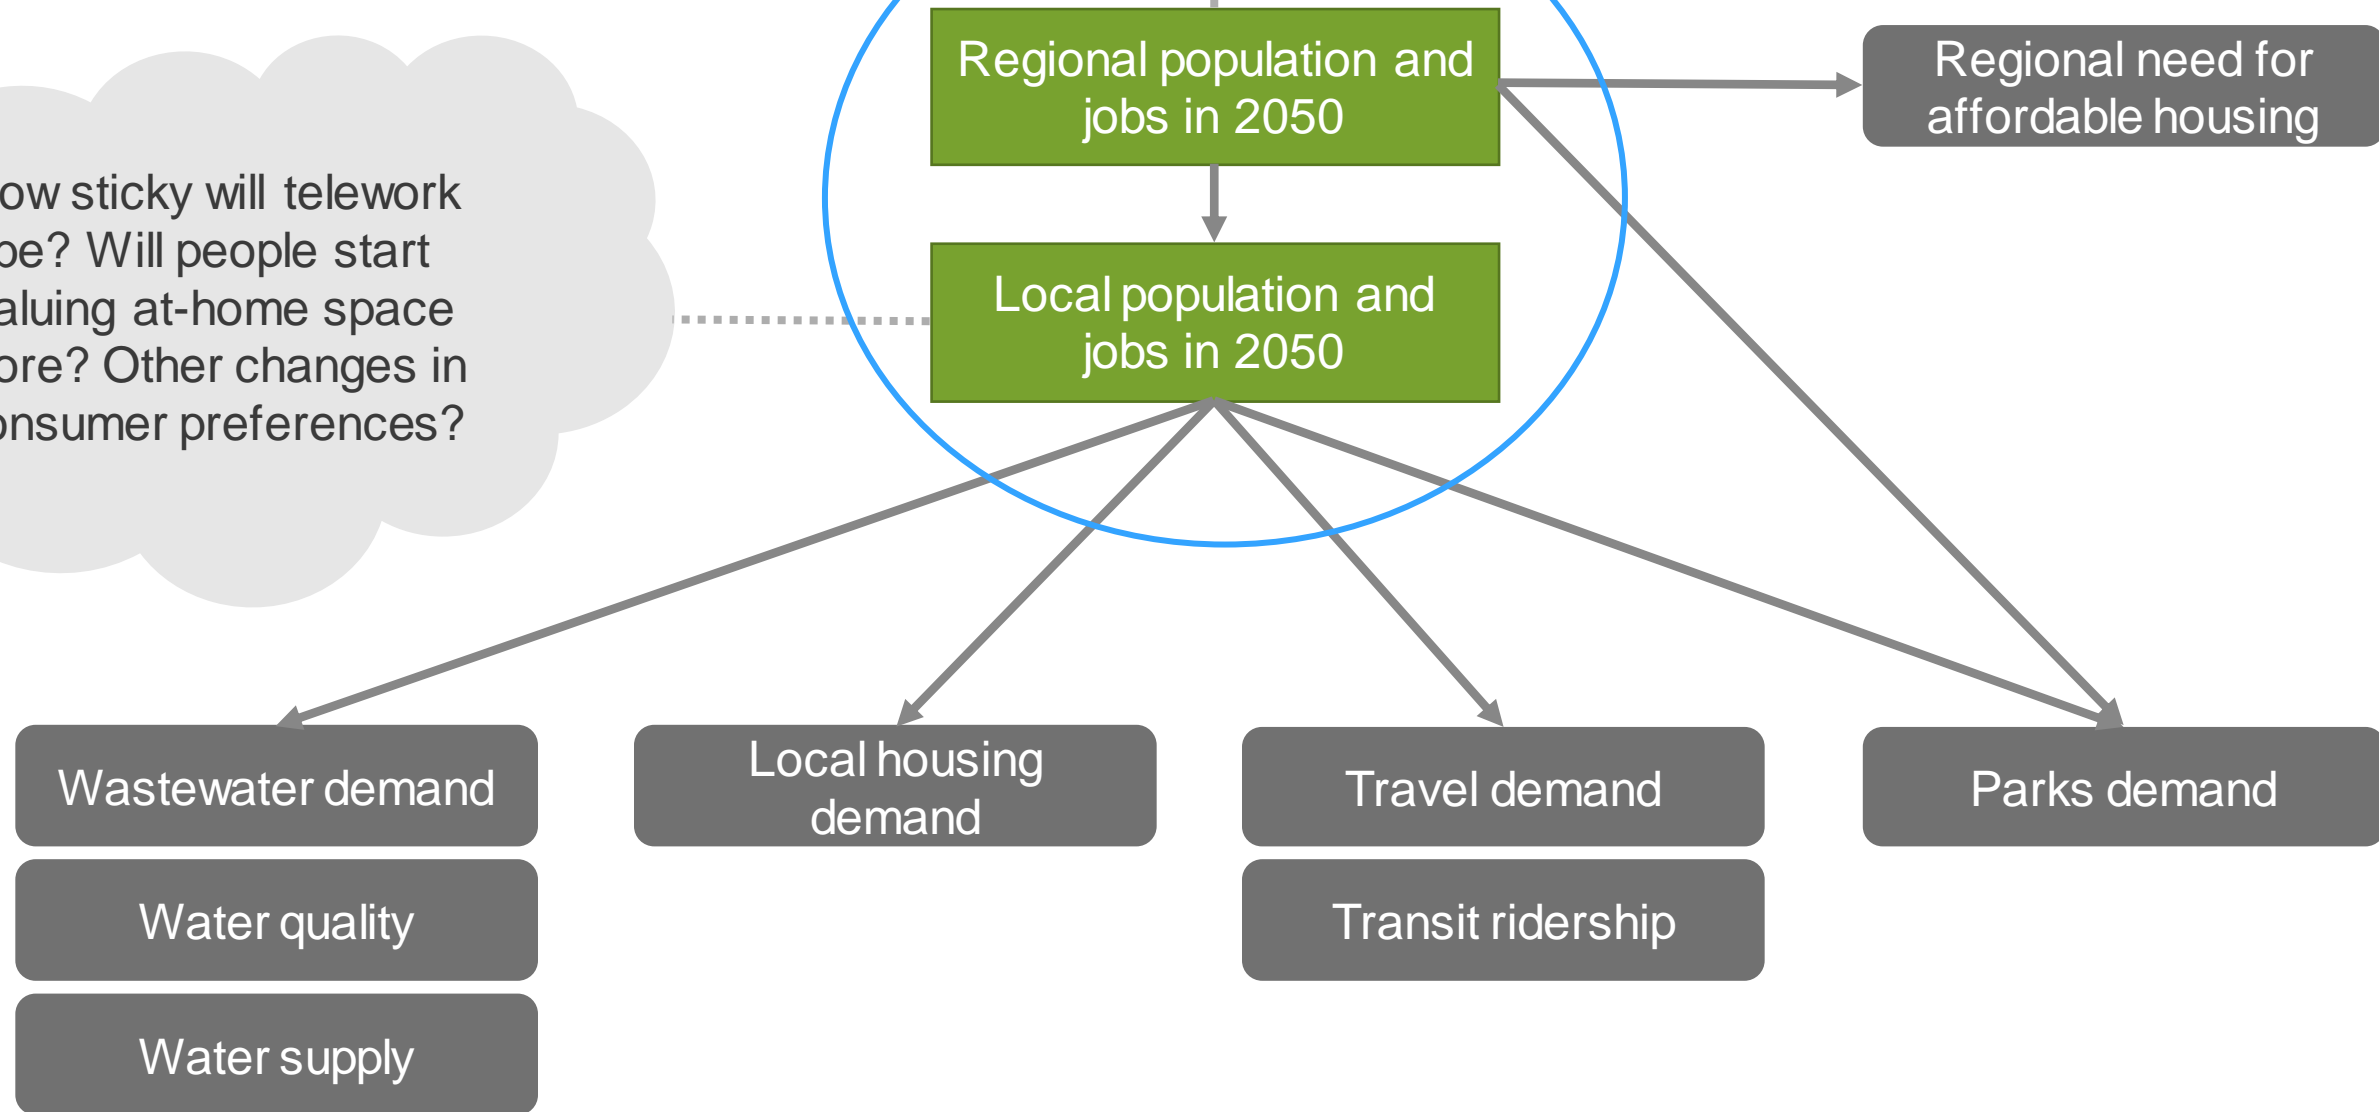 Regional population and
jobs in 2050
Regional need for
affordable housing
ow sticky will telework
be? Will people start
aluing at-home space
ore? Other changes in
onsumer preferences?
Local population and
jobs in 2050
Wastewater demand
Local housing
demand
Travel demand
Parks demand
Water quality
Transit ridership
Water supply